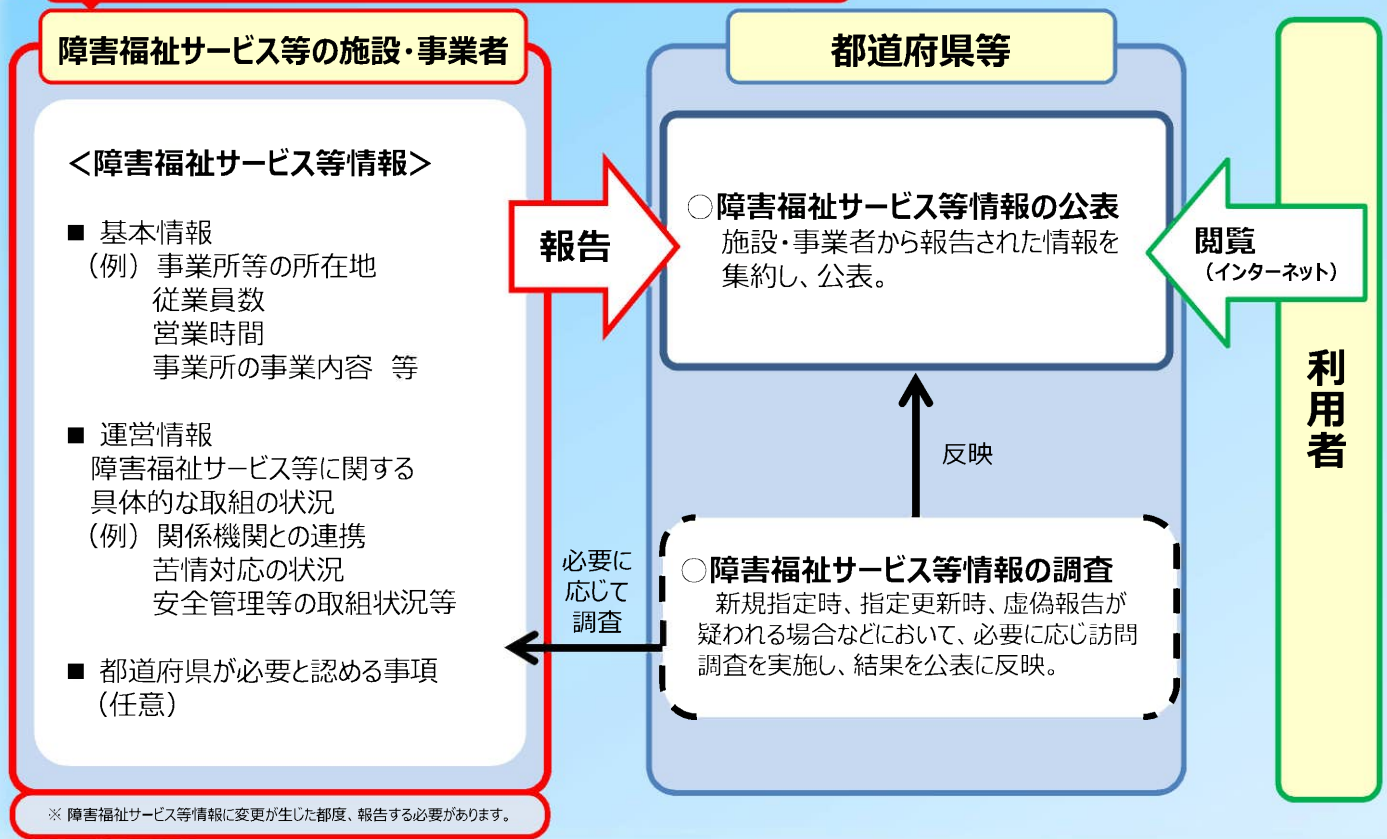 障害福祉サービス等の施設・事業者
＜障害福祉サービス等情報＞
■ 基本情報
（例） 事業所等の所在地
従業員数
営業時間
事業所の事業内容 等
■ 運営情報
障害福祉サービス等に関する
具体的な取組の状況
（例） 関係機関との連携
苦情対応の状況
安全管理等の取組状況等
■ 都道府県が必要と認める事項
（任意）
※ 障害福祉サービス等情報に変更が生じた都度、報告する必要があります。
報告
必要に
応じて
調査
都道府県等
○障害福祉サービス等情報の公表
施設・事業者から報告された情報を
集約し、公表。
反映
○障害福祉サービス等情報の調査
新規指定時、指定更新時、虚偽報告が
疑われる場合などにおいて、必要に応じ訪問
調査を実施し、結果を公表に反映。
閲覧
（インターネット）
利用者